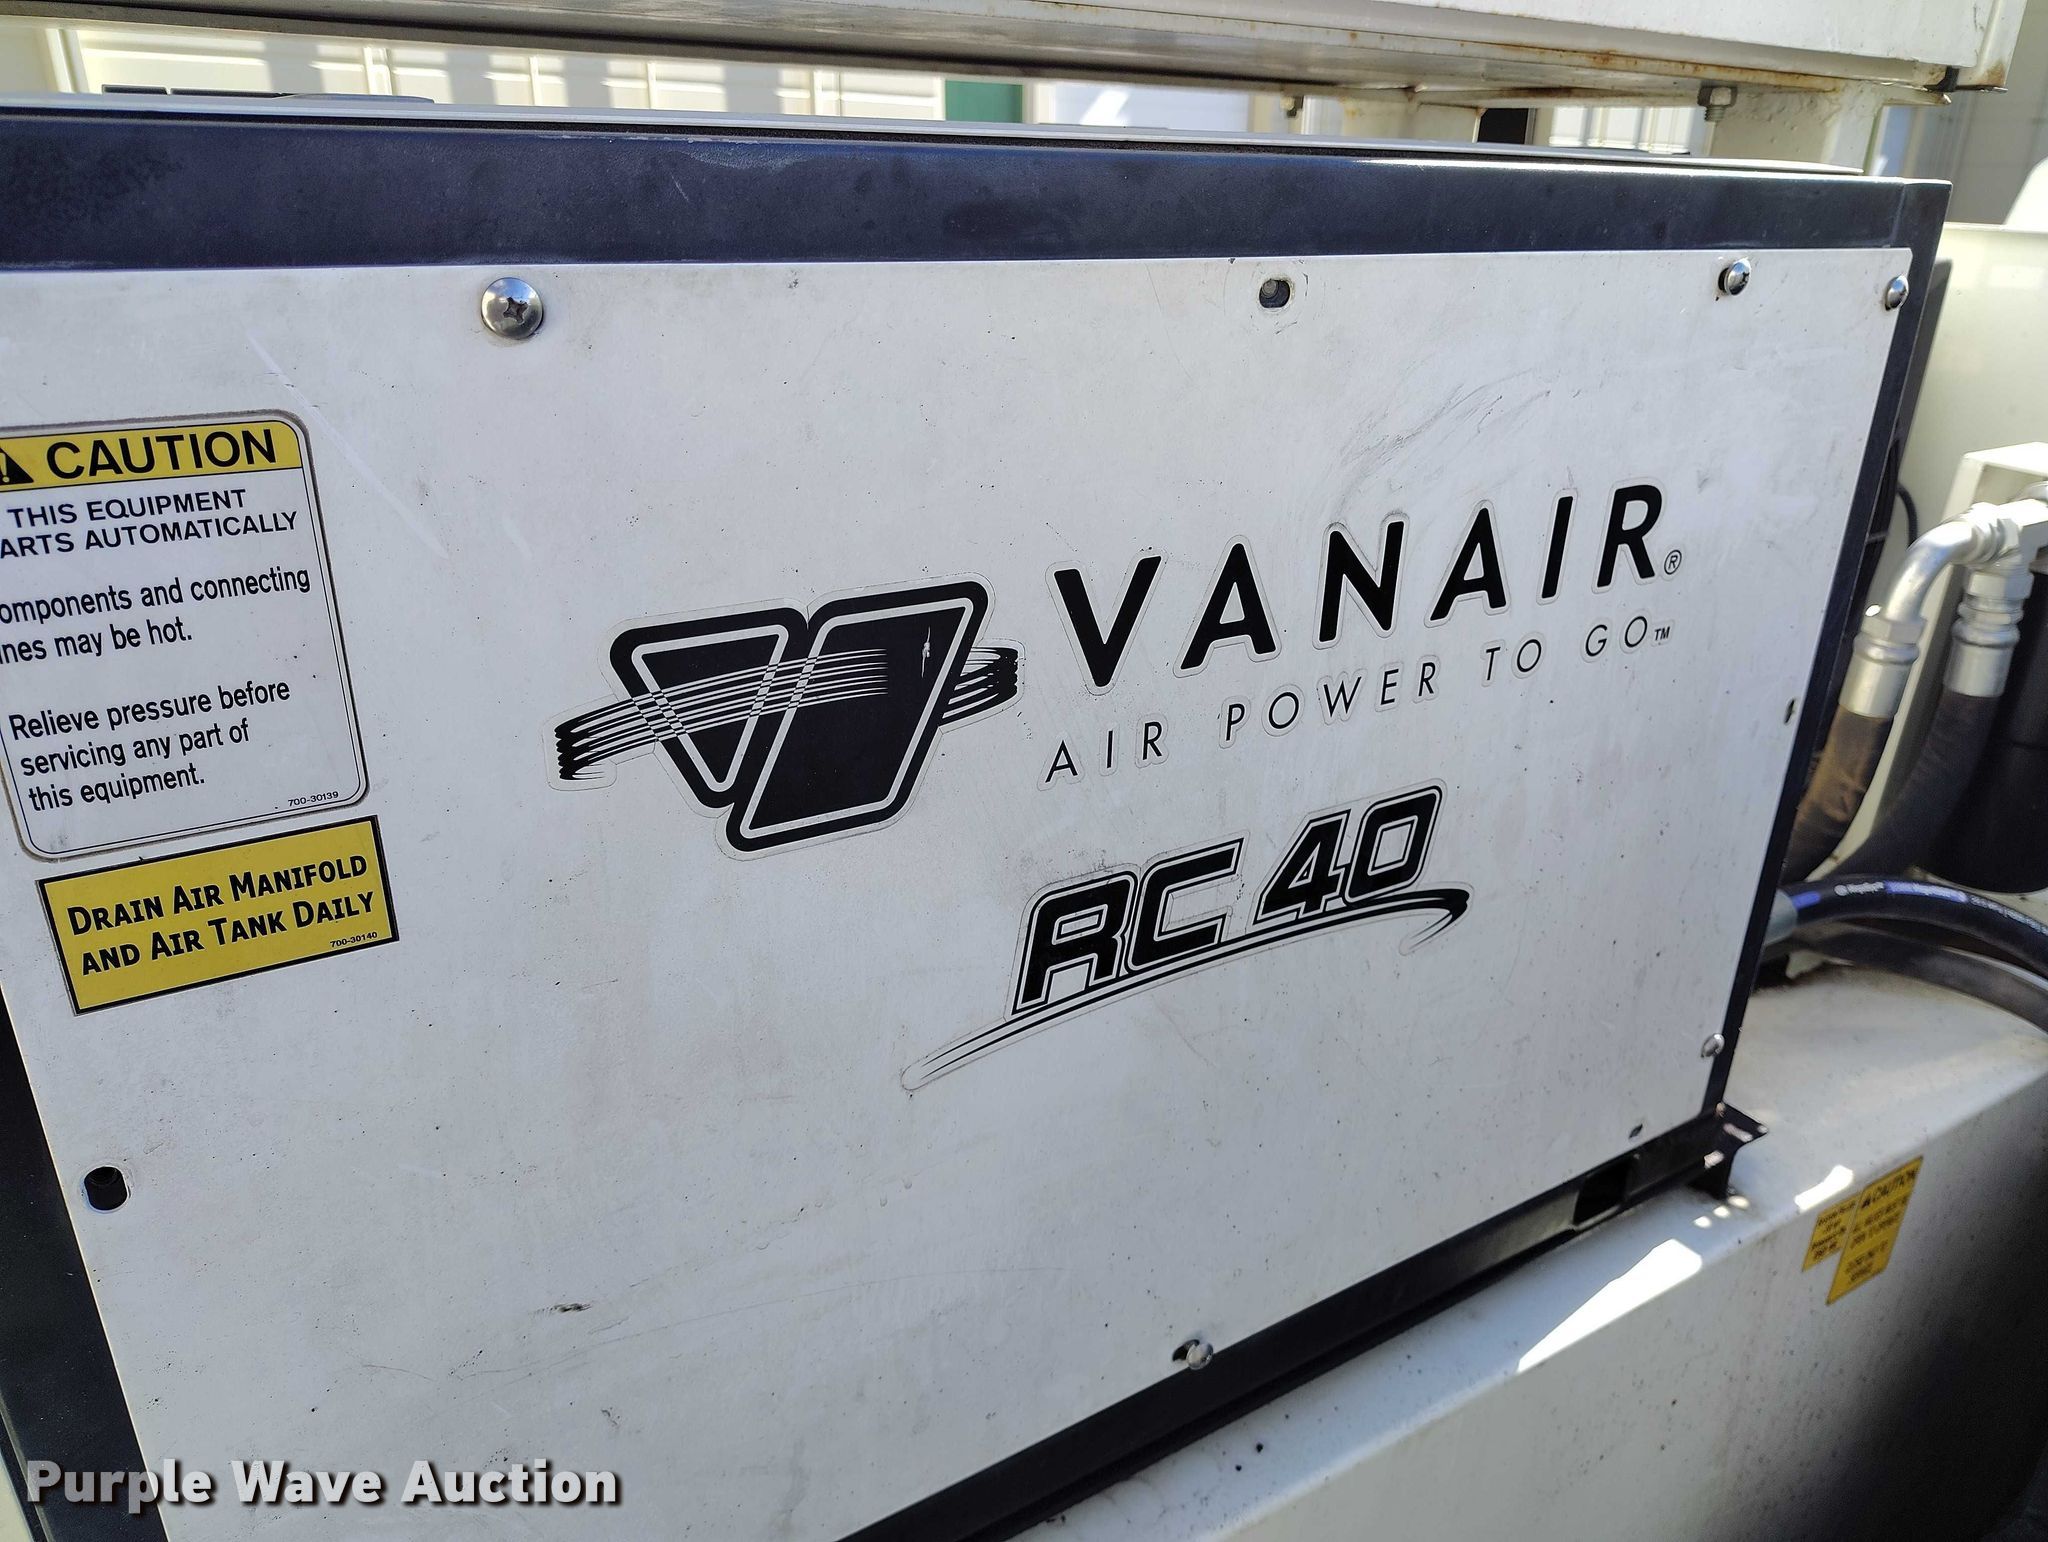 CAUTION
THIS EQUIPMENT
ARTS AUTOMATICALLY
omponents and connecting
nes may be hot.
Relieve pressure before
servicing any part of
this equipment.
700-30139
DRAIN AIR MANIFOLD
AND AIR TANK DAILY
700-30140
VANAIR®
AIR POWER TO GO™
RC 40
CAUTION
Purple Wave Auction